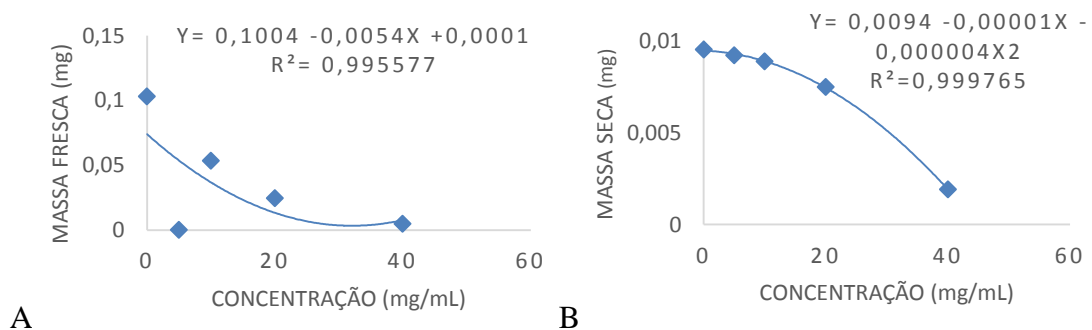 Y= 0,1004 -0,0054X +0,0001
R²= 0,995577
0,15
0,1
0,05
0
MASSA FRESCA (mg)
0 20 40 60
CONCENTRAÇÃO (mg/mL)
A
Y= 0,0094 -0,00001X -
0,000004X2
R²=0,999765
0,01
0,005
0
MASSA SECA (mg)
0 20 40 60
CONCENTRAÇÃO (mg/mL)
B